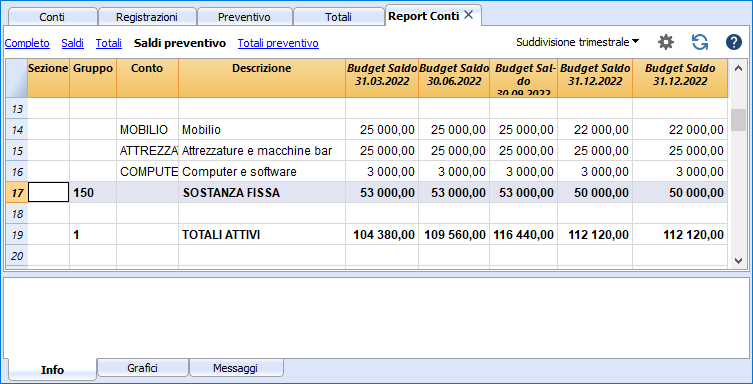 Conti Registrazioni Preventivo Totali Report Conti
Completo Saldi Totali Saldi preventivo Totali preventivo Suddivisione trimestrale
Sezione Gruppo Conto Descrizione Budget Saldo 31.03.2022 Budget Saldo 30.06.2022 Budget Sal-do 30.09.2022 Budget Saldo 31.12.2022 Budget Saldo 31.12.2022
13
14 MOBILIO Mobilio 25 000,00 25 000,00 25 000,00 22 000,00 22 000,00
15 ATTREZZA Attrezzature e macchine bar 25 000,00 25 000,00 25 000,00 25 000,00 25 000,00
16 COMPUTE Computer e software 3 000,00 3 000,00 3 000,00 3 000,00 3 000,00
17 150 SOSTANZA FISSA 53 000,00 53 000,00 53 000,00 50 000,00 50 000,00
18
19 1 TOTALI ATTIVI 104 380,00 109 560,00 116 440,00 112 120,00 112 120,00
20
Info Grafici Messaggi